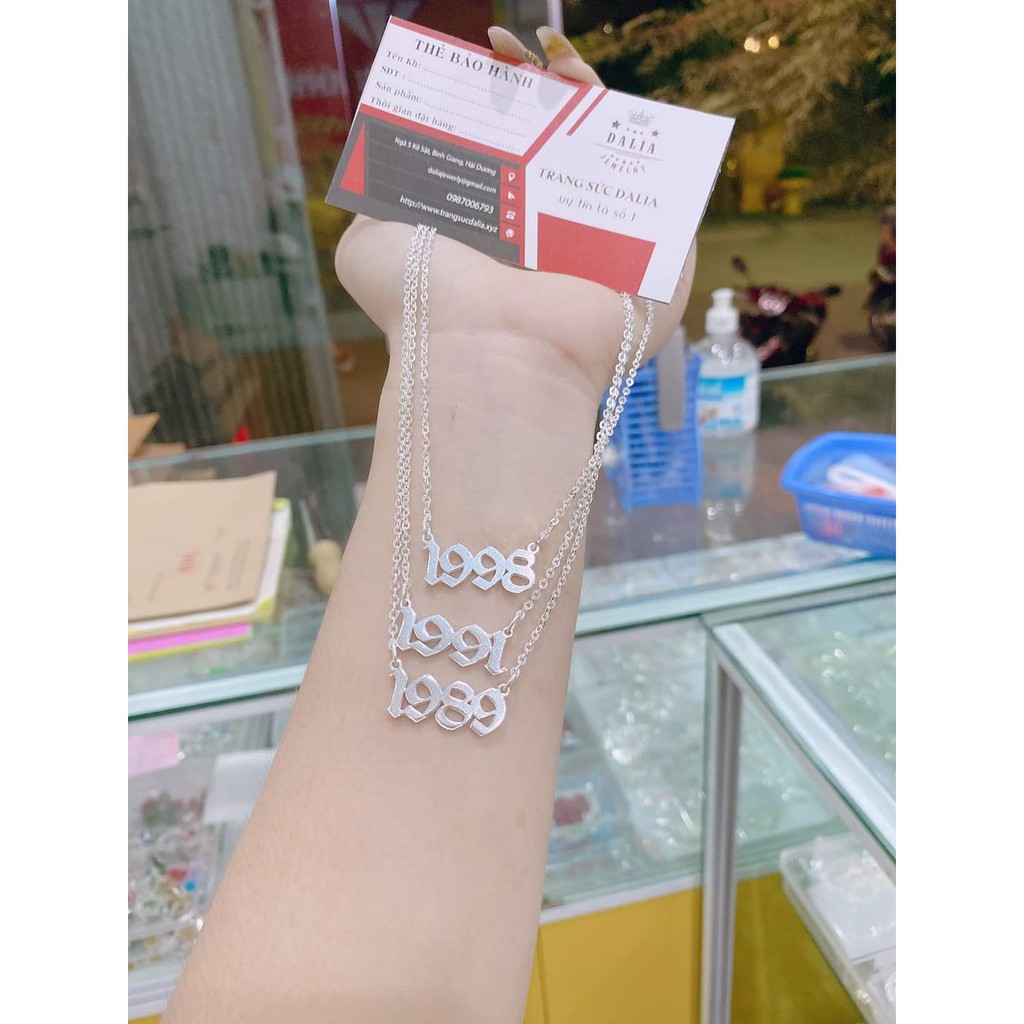 THẺ BẢO HÀNH
Tên Kh: ........................
SĐT : ........................
Sản phẩm: ........................
Thời gian đặt hàng: ................
Ngã 5 Kẻ Sặt, Bình Giang, Hải Dương
daliajewerly@gmail.com
0987006793
http://www.trangsucdalia.xyz
DALIA
JEWELRY
TRANG SỨC DALIA
uy tín là số 1
1998
1991
1989